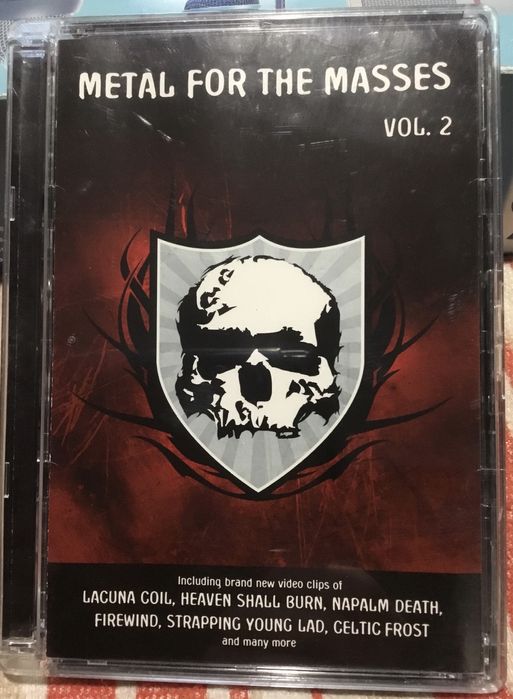 METAL FOR THE MASSES
VOL. 2
Including brand new video clips of
LACUNA COIL, HEAVEN SHALL BURN, NAPALM DEATH,
FIREWIND, STRAPPING YOUNG LAD, CELTIC FROST
and many more